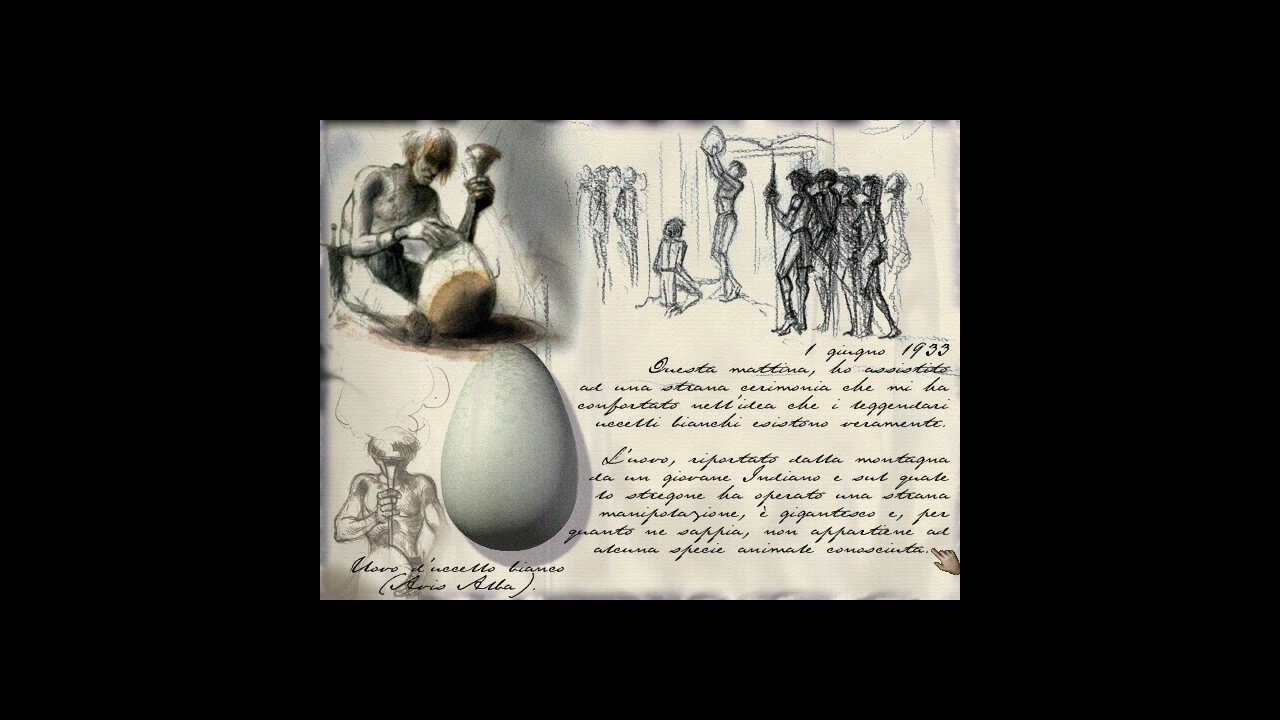 1 giugno 1933
Questa mattina, ho assistito
ad una strana cerimonia che mi ha
confortato nell'idea che i leggendari
uccelli bianchi esistono veramente.
L'uovo, riportato dalla montagna
da un giovane Indiano e sul quale
lo stregone ha operato una strana
manipolazione, è gigantesco e, per
quanto ne sappia, non appartiene ad
alcuna specie animale conosciuta.
Uovo d'uccello bianco
(Avis Alba).